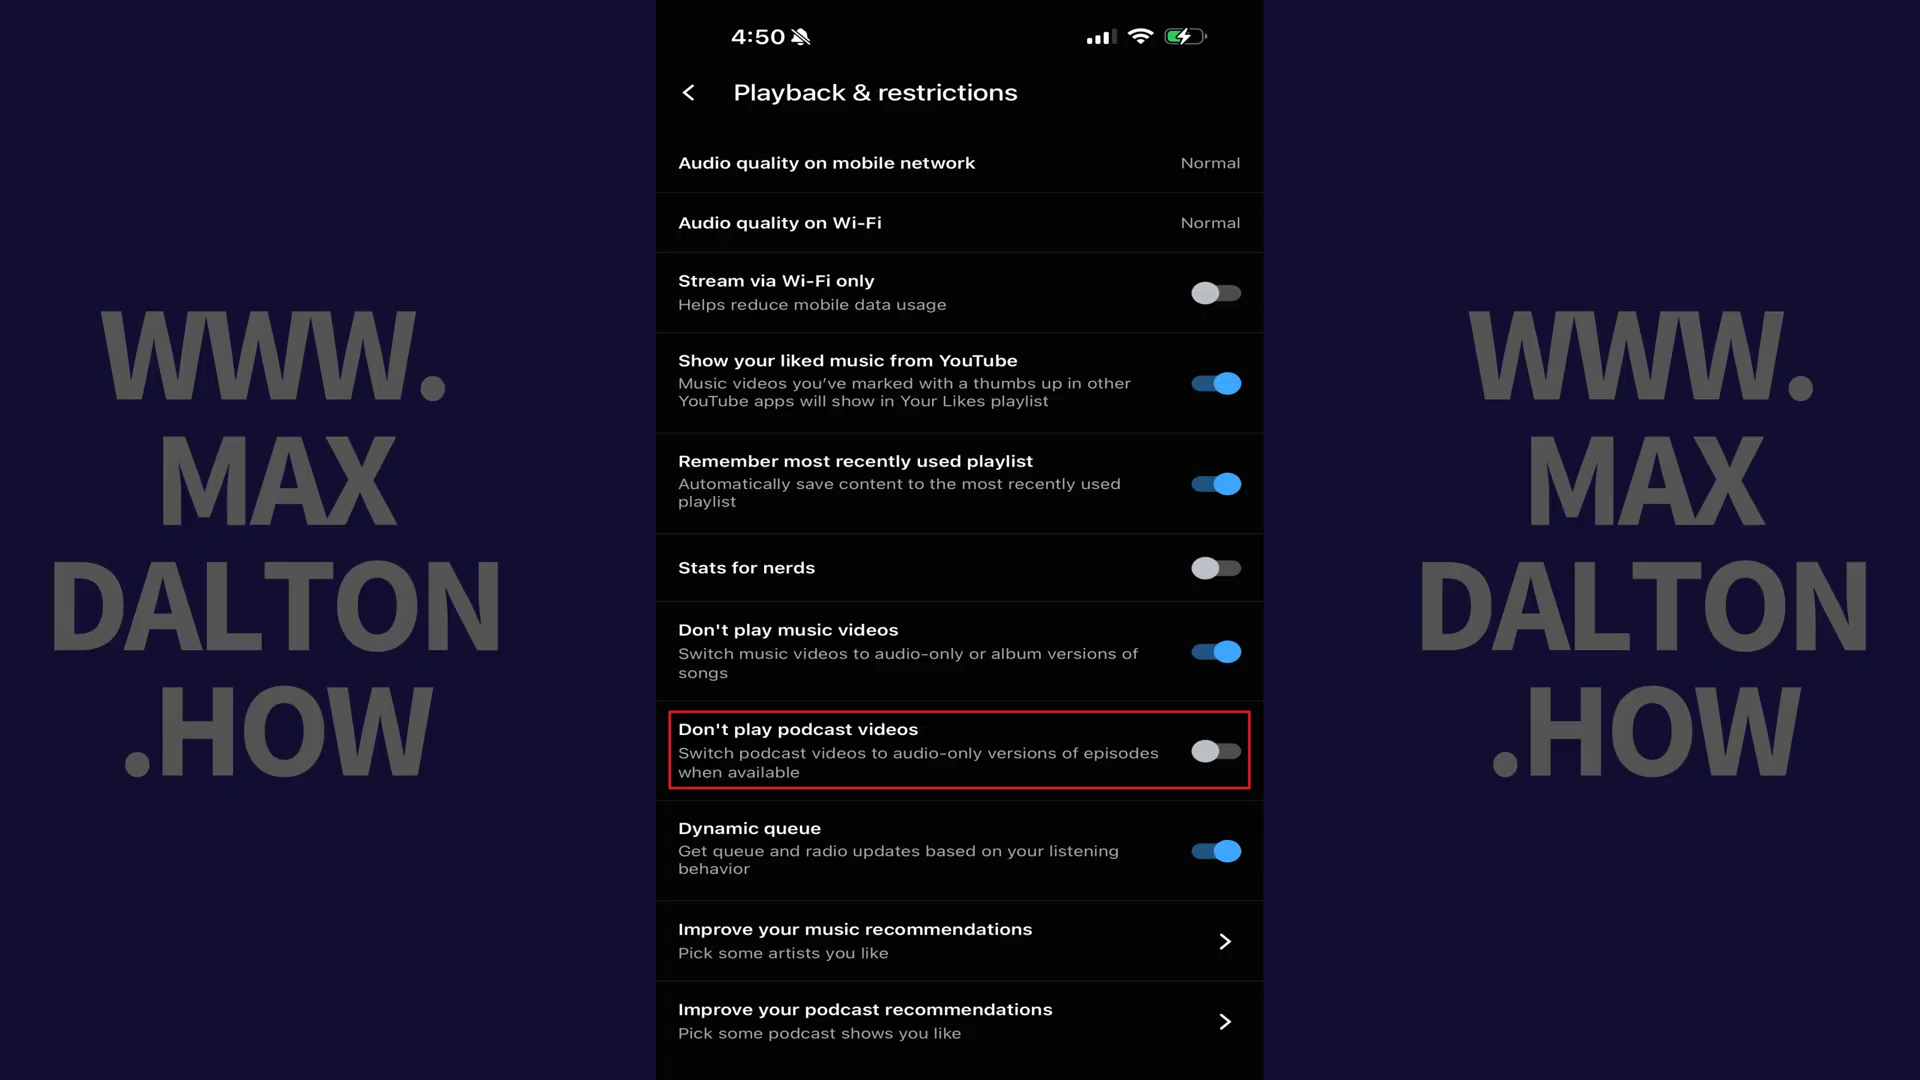 4:50
Playback & restrictions
Audio quality on mobile network
Normal
Audio quality on Wi-Fi
Normal
Stream via Wi-Fi only
Helps reduce mobile data usage
Show your liked music from YouTube
Music videos you’ve marked with a thumbs up in other
YouTube apps will show in Your Likes playlist
Remember most recently used playlist
Automatically save content to the most recently used
playlist
Stats for nerds
Don't play music videos
Switch music videos to audio-only or album versions of
songs
Don't play podcast videos
Switch podcast videos to audio-only versions of episodes
when available
Dynamic queue
Get queue and radio updates based on your listening
behavior
Improve your music recommendations
Pick some artists you like
Improve your podcast recommendations
Pick some podcast shows you like
WWW.
MAX
DALTON
.HOW
WWW.
MAX
DALTON
.HOW